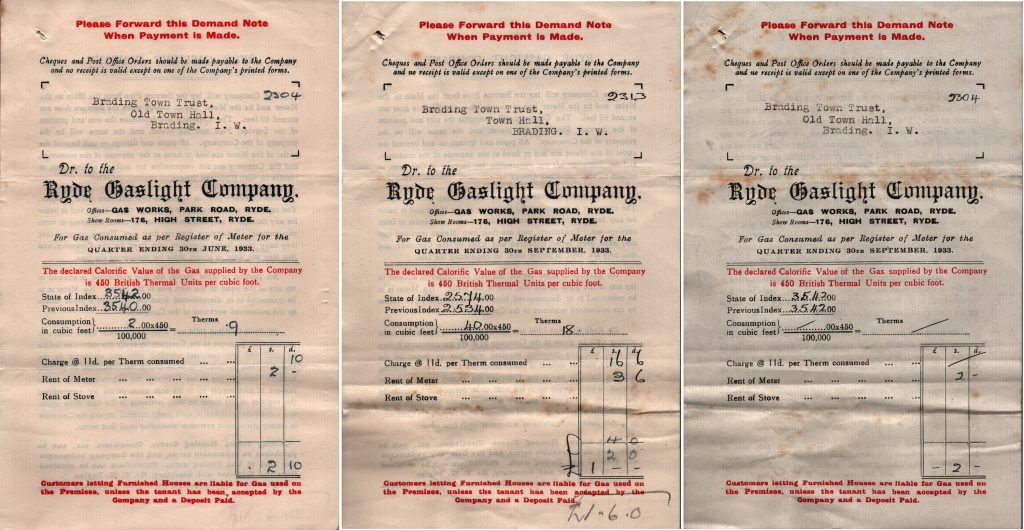 Please Forward this Demand Note
When Payment is Made.
Cheques and Post Office Orders should be made payable to the Company
and no receipt is valid except on one of the Company's printed forms.
2304
Brading Town Trust,
Old Town Hall,
Brading. I. W.
Dr. to the
Ryde Gaslight Company.
Offices—GAS WORKS, PARK ROAD, RYDE.
Show Rooms—176, HIGH STREET, RYDE.
For Gas Consumed as per Register of Meter for the
QUARTER ENDING 30TH JUNE, 1933.
The declared Calorific Value of the Gas supplied by the Company
is 450 British Thermal Units per cubic foot.
State of Index...3542.00
Previous Index...3540.00
Consumption in cubic feet} 2.00x450 = Therms .9
100,000
£ s. d.
Charge @ 11d. per Therm consumed ... ... 10
Rent of Meter ... ... ... ... ... 2 -
Rent of Stove ... ... ... ... ...
. 2 10
Customers letting Furnished Houses are liable for Gas used on
the Premises, unless the tenant has been accepted by the
Company and a Deposit Paid.
Please Forward this Demand Note
When Payment is Made.
Cheques and Post Office Orders should be made payable to the Company
and no receipt is valid except on one of the Company's printed forms.
2313
Brading Town Trust,
Town Hall,
BRADING. I. W.
Dr. to the
Ryde Gaslight Company.
Offices—GAS WORKS, PARK ROAD, RYDE.
Show Rooms—176, HIGH STREET, RYDE.
For Gas Consumed as per Register of Meter for the
QUARTER ENDING 30TH SEPTEMBER, 1933.
The declared Calorific Value of the Gas supplied by the Company
is 450 British Thermal Units per cubic foot.
State of Index...2574.00
Previous Index...2534.00
Consumption in cubic feet} 40.00x450 = Therms 18.
100,000
£ s. d.
Charge @ 11d. per Therm consumed ... ... 16 6
Rent of Meter ... ... ... ... ... 3 6
Rent of Stove ... ... ... ... ...
4 0
2 0
£ 1 - -
Customers letting Furnished Houses are liable for Gas used on
the Premises, unless the tenant has been accepted by the
Company and a Deposit Paid.
£1-6.0
Please Forward this Demand Note
When Payment is Made.
Cheques and Post Office Orders should be made payable to the Company
and no receipt is valid except on one of the Company's printed forms.
2304
Brading Town Trust,
Old Town Hall,
Brading. I. W.
Dr. to the
Ryde Gaslight Company.
Offices—GAS WORKS, PARK ROAD, RYDE.
Show Rooms—176, HIGH STREET, RYDE.
For Gas Consumed as per Register of Meter for the
QUARTER ENDING 30TH SEPTEMBER, 1933.
The declared Calorific Value of the Gas supplied by the Company
is 450 British Thermal Units per cubic foot.
State of Index...3542.00
Previous Index...3542.00
Consumption in cubic feet} .00x450 = Therms
100,000
£ s. d.
Charge @ 11d. per Therm consumed ... ...
Rent of Meter ... ... ... ... ... 2 -
Rent of Stove ... ... ... ... ...
- 2 -
Customers letting Furnished Houses are liable for Gas used on
the Premises, unless the tenant has been accepted by the
Company and a Deposit Paid.